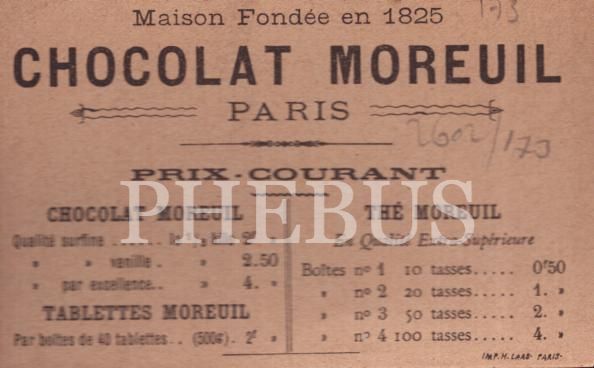 Maison Fondée en 1825
173
CHOCOLAT MOREUIL
PARIS
2602/173
PRIX-COURANT
PHEBUS
CHOCOLAT MOREUIL
Qualité surfine
" " vanille . " 2.50
" par excellence.. " 4. "
TABLETTES MOREUIL
Par boîtes de 40 tablettes.. (500g.) 2f "
THÉ MOREUIL
En Qualité Extra-Supérieure
Boîtes nº 1 10 tasses..... 0f50
" nº 2 20 tasses..... 1. "
" nº 3 50 tasses..... 2. "
" nº 4 100 tasses..... 4. "
IMP. H. LAAS- PARIS-